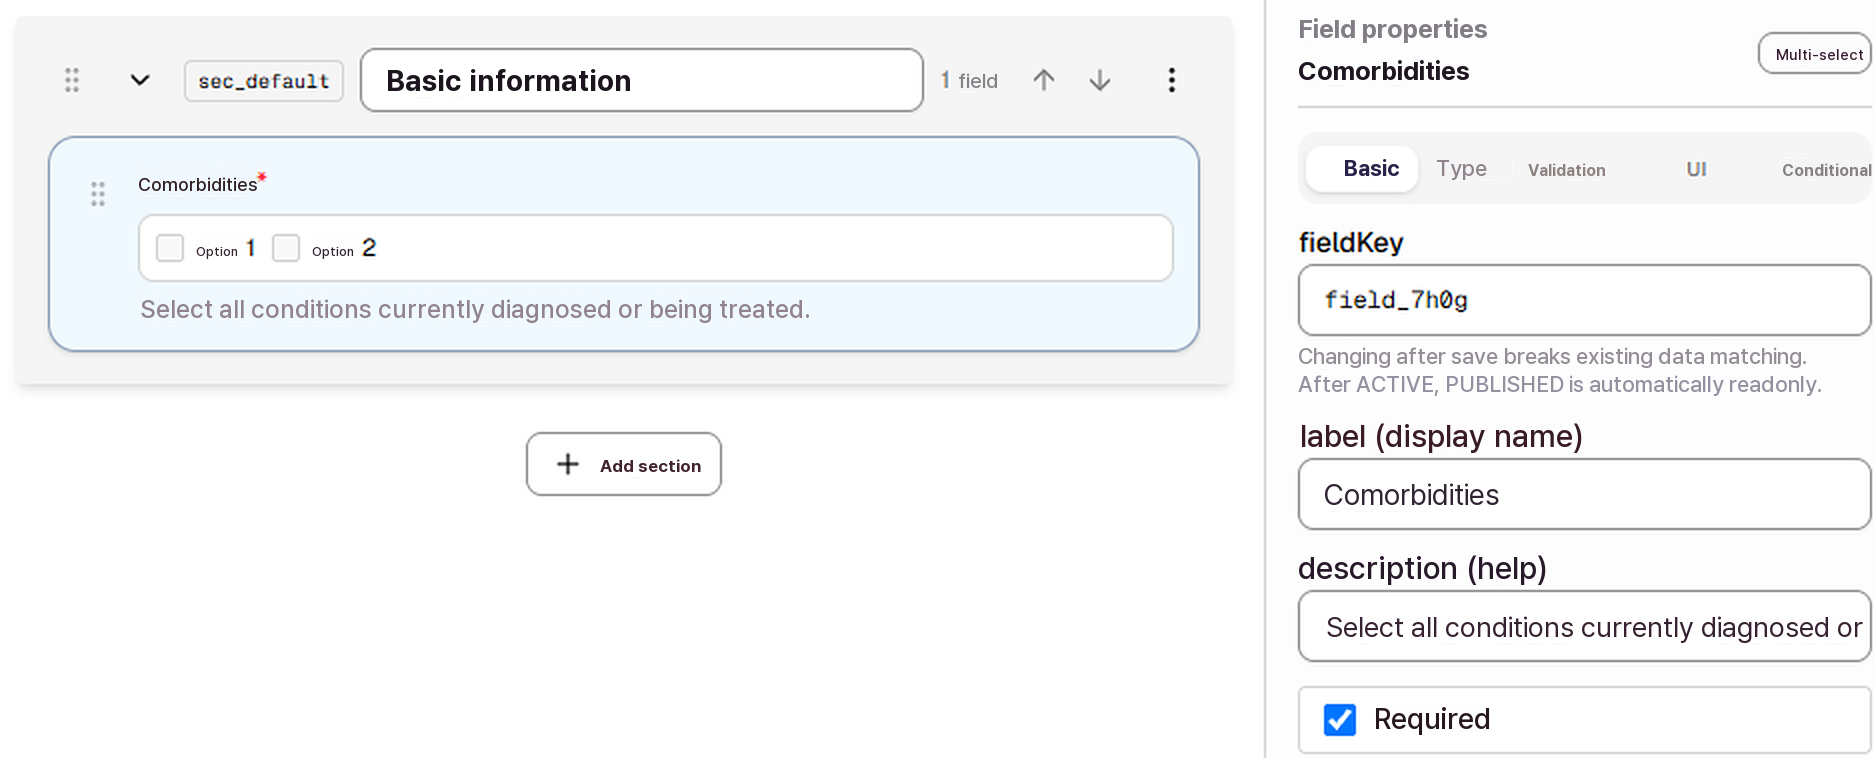 sec_default
Basic information
1 field
Comorbidities*
Option 1
Option 2
Select all conditions currently diagnosed or being treated.
+ Add section
Field properties
Comorbidities
Multi-select
Basic
Type
Validation
UI
Conditional
fieldKey
field_7h0g
Changing after save breaks existing data matching.
After ACTIVE, PUBLISHED is automatically readonly.
label (display name)
Comorbidities
description (help)
Select all conditions currently diagnosed or
Required